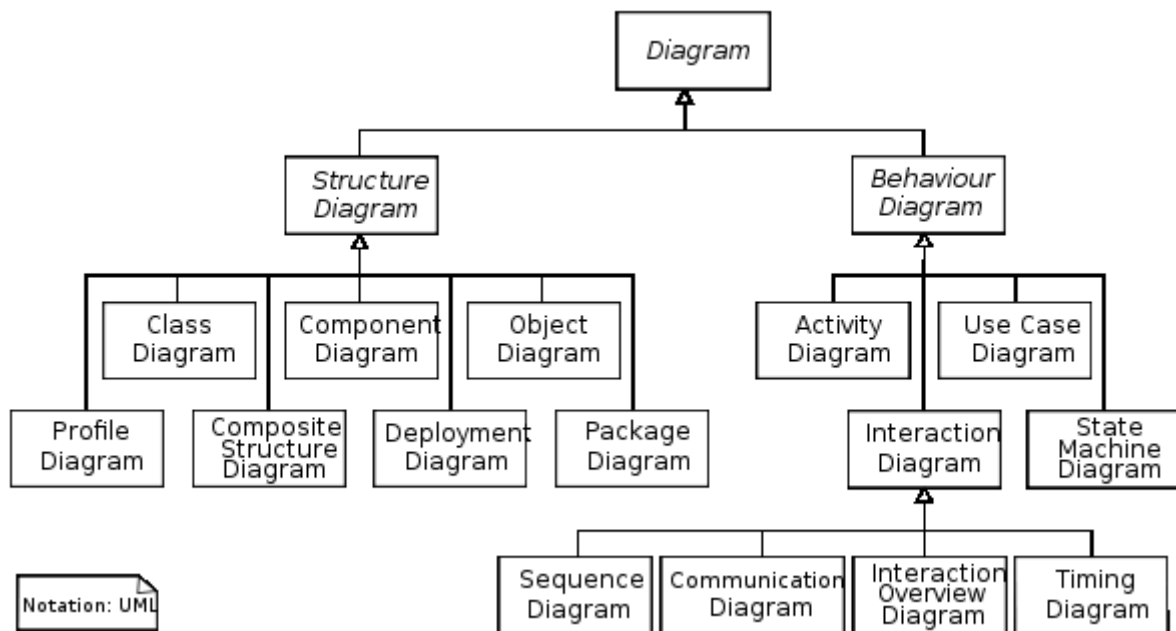 Diagram
Structure
Diagram
Behaviour
Diagram
Class
Diagram
Component
Diagram
Object
Diagram
Activity
Diagram
Use Case
Diagram
Profile
Diagram
Composite
Structure
Diagram
Deployment
Diagram
Package
Diagram
Interaction
Diagram
State
Machine
Diagram
Sequence
Diagram
Communication
Diagram
Interaction
Overview
Diagram
Timing
Diagram
Notation: UML